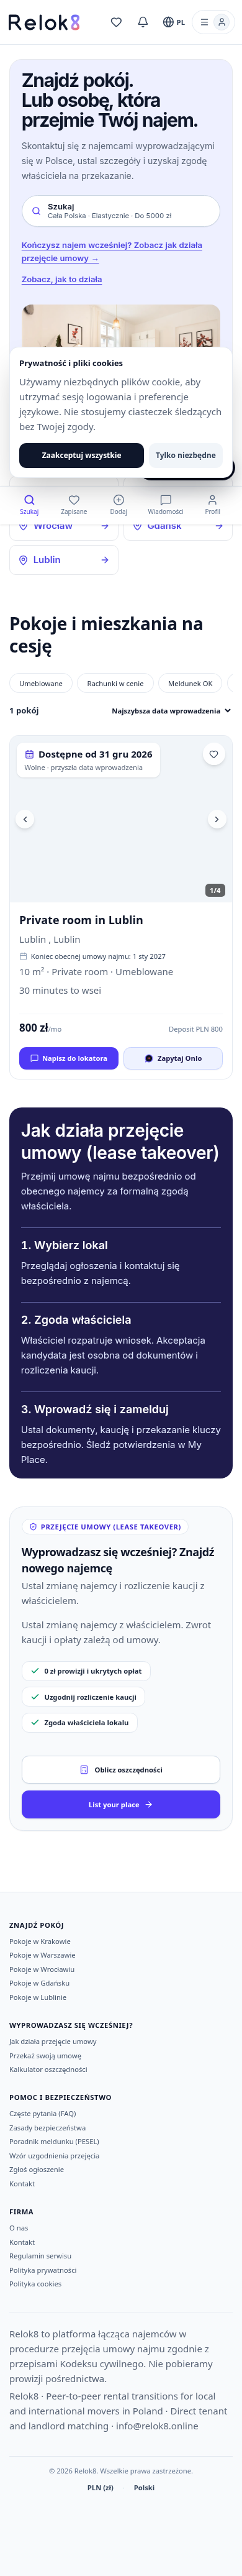 Relok8
PL
Znajdź pokój.
Lub osobę, która
przejmie Twój najem.
Skontaktuj się z najemcami wyprowadzającymi
się w Polsce, ustal szczegóły i uzyskaj zgodę
właściciela na przekazanie.
Szukaj
Cała Polska · Elastycznie · Do 5000 zł
Kończysz najem wcześniej? Zobacz jak działa
przejęcie umowy →
Zobacz, jak to działa
Prywatność i pliki cookies
Używamy niezbędnych plików cookie, aby
utrzymać sesję logowania i preferencje
językowe. Nie stosujemy ciasteczek śledzących
bez Twojej zgody.
Zaakceptuj wszystkie
Tylko niezbędne
Szukaj
Zapisane
Dodaj
Wiadomości
Profil
Wrocław
Gdańsk
Lublin
Pokoje i mieszkania na
cesję
Umeblowane
Rachunki w cenie
Meldunek OK
1 pokój
Najszybsza data wprowadzenia
Dostępne od 31 gru 2026
Wolne · przyszła data wprowadzenia
1/4
Private room in Lublin
Lublin , Lublin
Koniec obecnej umowy najmu: 1 sty 2027
10 m² · Private room · Umeblowane
30 minutes to wsei
800 zł/mo
Deposit PLN 800
Napisz do lokatora
Zapytaj Onlo
Jak działa przejęcie
umowy (lease takeover)
Przejmij umowę najmu bezpośrednio od
obecnego najemcy za formalną zgodą
właściciela.
1. Wybierz lokal
Przeglądaj ogłoszenia i kontaktuj się
bezpośrednio z najemcą.
2. Zgoda właściciela
Właściciel rozpatruje wniosek. Akceptacja
kandydata jest osobna od dokumentów i
rozliczenia kaucji.
3. Wprowadź się i zamelduj
Ustal dokumenty, kaucję i przekazanie kluczy
bezpośrednio. Śledź potwierdzenia w My
Place.
PRZEJĘCIE UMOWY (LEASE TAKEOVER)
Wyprowadzasz się wcześniej? Znajdź
nowego najemcę
Ustal zmianę najemcy i rozliczenie kaucji z
właścicielem.
Ustal zmianę najemcy z właścicielem. Zwrot
kaucji i opłaty zależą od umowy.
0 zł prowizji i ukrytych opłat
Uzgodnij rozliczenie kaucji
Zgoda właściciela lokalu
Oblicz oszczędności
List your place →
ZNAJDŹ POKÓJ
Pokoje w Krakowie
Pokoje w Warszawie
Pokoje w Wrocławiu
Pokoje w Gdańsku
Pokoje w Lublinie
WYPROWADZASZ SIĘ WCZEŚNIEJ?
Jak działa przejęcie umowy
Przekaż swoją umowę
Kalkulator oszczędności
POMOC I BEZPIECZEŃSTWO
Częste pytania (FAQ)
Zasady bezpieczeństwa
Poradnik meldunku (PESEL)
Wzór uzgodnienia przejęcia
Zgłoś ogłoszenie
Kontakt
FIRMA
O nas
Kontakt
Regulamin serwisu
Polityka prywatności
Polityka cookies
Relok8 to platforma łącząca najemców w
procedurze przejęcia umowy najmu zgodnie z
przepisami Kodeksu cywilnego. Nie pobieramy
prowizji pośrednictwa.
Relok8 · Peer-to-peer rental transitions for local
and international movers in Poland · Direct tenant
and landlord matching · info@relok8.online
© 2026 Relok8. Wszelkie prawa zastrzeżone.
PLN (zł)
Polski